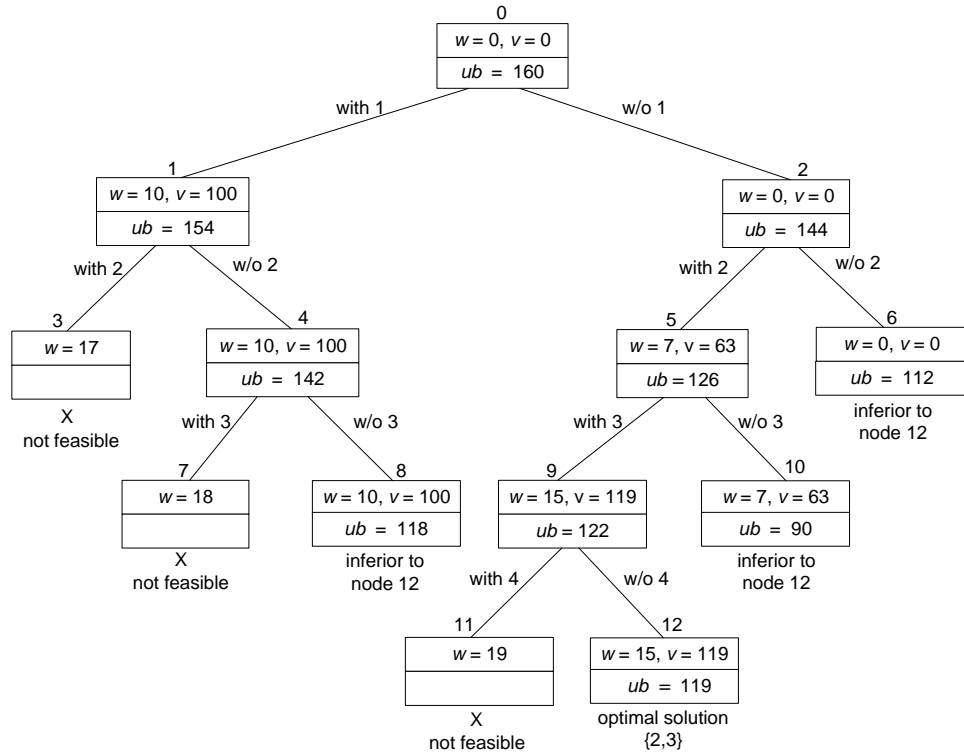 0
w = 0, v = 0
ub = 160
with 1
w/o 1
1
w = 10, v = 100
ub = 154
2
w = 0, v = 0
ub = 144
with 2
w/o 2
with 2
w/o 2
3
w = 17
X
not feasible
4
w = 10, v = 100
ub = 142
5
w = 7, v = 63
ub = 126
6
w = 0, v = 0
ub = 112
inferior to
node 12
with 3
w/o 3
with 3
w/o 3
7
w = 18
X
not feasible
8
w = 10, v = 100
ub = 118
inferior to
node 12
9
w = 15, v = 119
ub = 122
10
w = 7, v = 63
ub = 90
inferior to
node 12
with 4
w/o 4
11
w = 19
X
not feasible
12
w = 15, v = 119
ub = 119
optimal solution
{2,3}